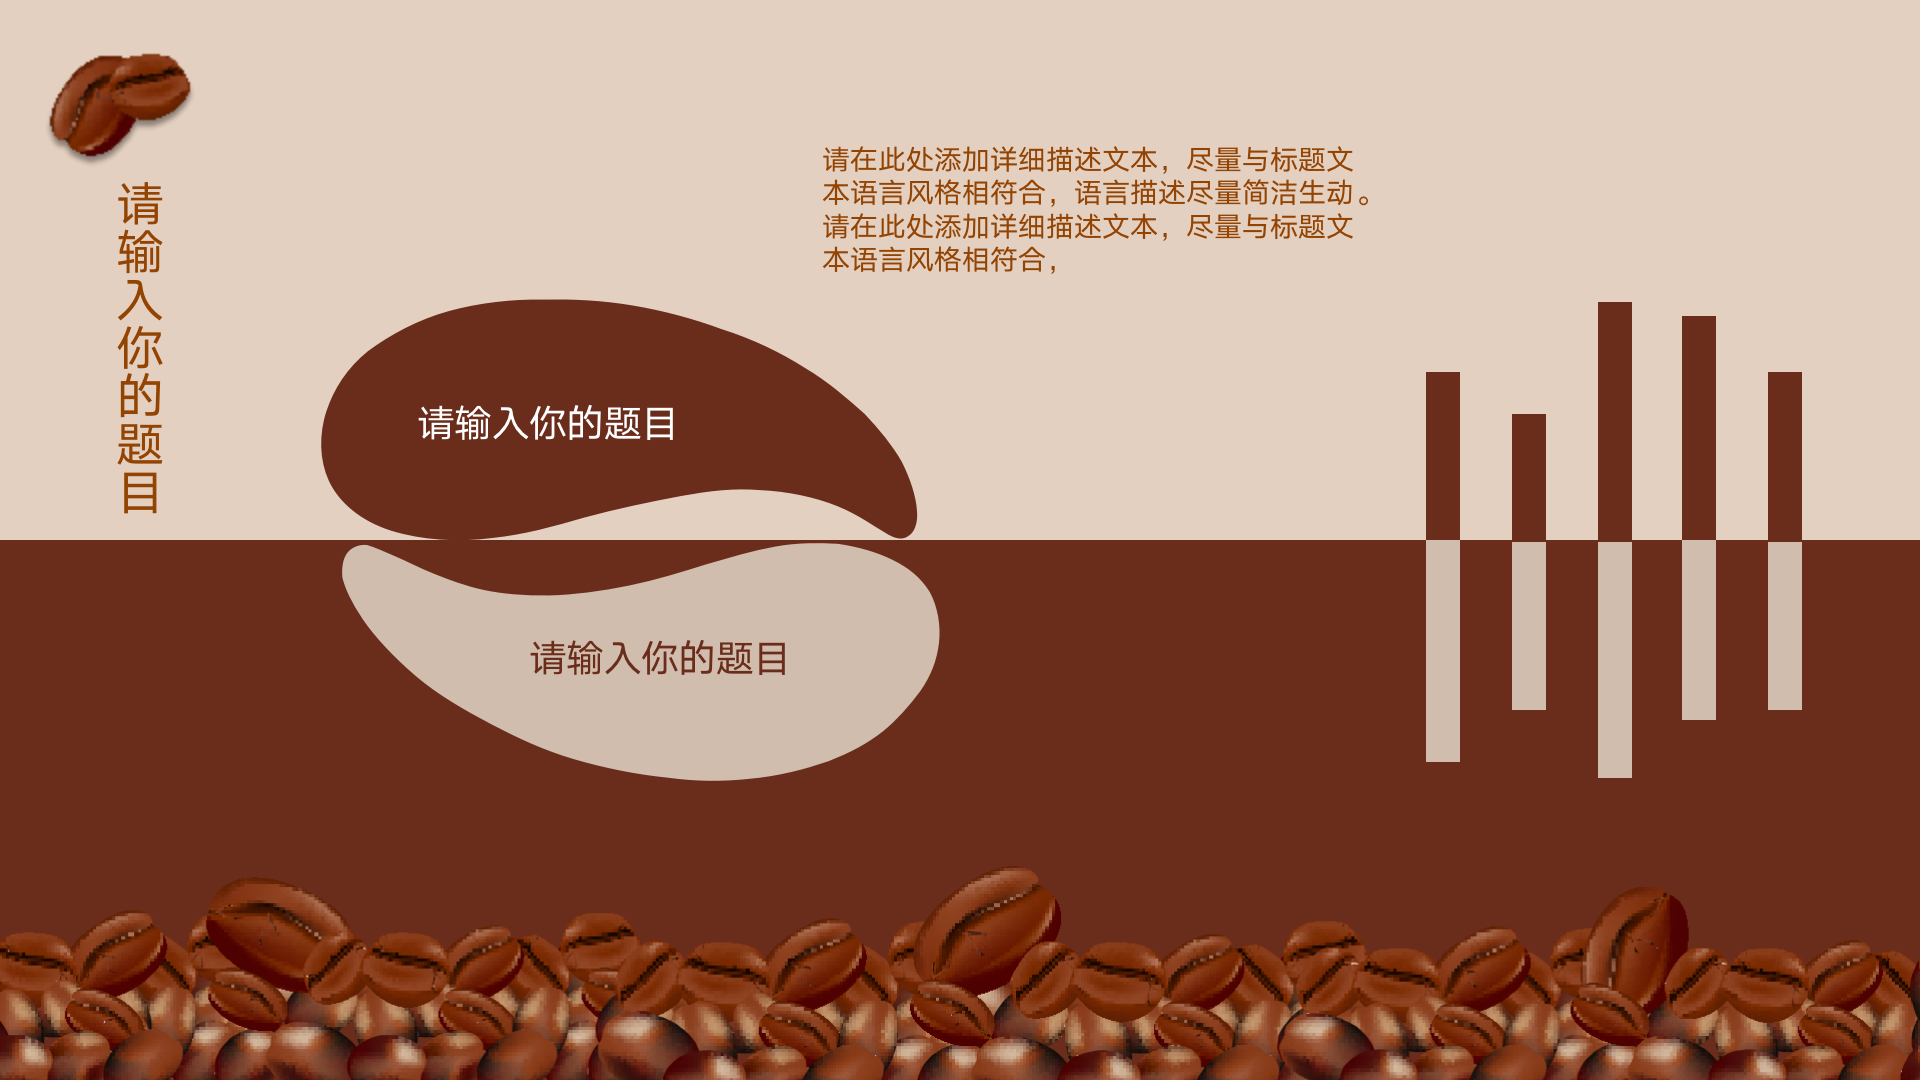 请输入你的题目
请在此处添加详细描述文本，尽量与标题文
本语言风格相符合，语言描述尽量简洁生动。
请在此处添加详细描述文本，尽量与标题文
本语言风格相符合，
请输入你的题目
请输入你的题目